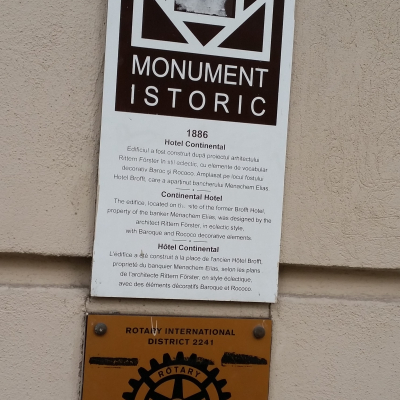 MONUMENT
ISTORIC
1886
Hotel Continental
Edificiul a fost construit după proiectul arhitectului
Rittern Förster în stil eclectic, cu elemente de vocabular
decorativ Baroc şi Rococo. Amplasat pe locul fostului
Hotel Brofft, care a aparţinut bancherului Menachem Elias.
Continental Hotel
The edifice, located on the site of the former Brofft Hotel,
property of the banker Menachem Elias, was designed by the
architect Rittern Förster, in eclectic style,
with Baroque and Rococo decorative elements.
Hôtel Continental
L'édifice a été construit à la place de l'ancien Hôtel Brofft,
propriété du banquier Menachem Elias, selon les plans
de l'architecte Rittern Förster, en style éclectique,
avec des éléments décoratifs Baroque et Rococo.
ROTARY INTERNATIONAL
DISTRICT 2241
ROTARY